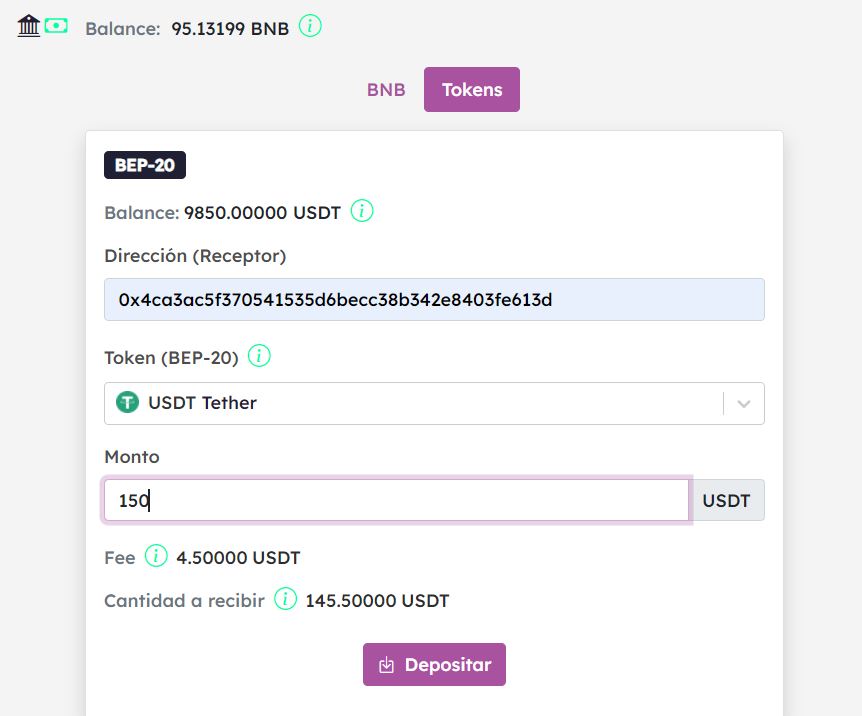 Balance: 95.13199 BNB
BNB Tokens
BEP-20
Balance: 9850.00000 USDT
Dirección (Receptor)
0x4ca3ac5f370541535d6becc38b342e8403fe613d
Token (BEP-20)
USDT Tether
Monto
150 USDT
Fee 4.50000 USDT
Cantidad a recibir 145.50000 USDT
Depositar